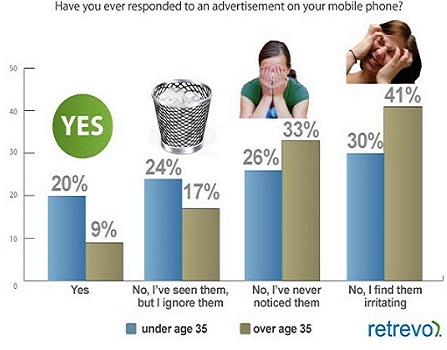 Have you ever responded to an advertisement on your mobile phone?
50
40
30
20
10
0
YES
20%
9%
24%
17%
26%
33%
30%
41%
Yes
No, I've seen them,
but I ignore them
No, I've never
noticed them
No, I find them
irritating
under age 35
over age 35
retrevo